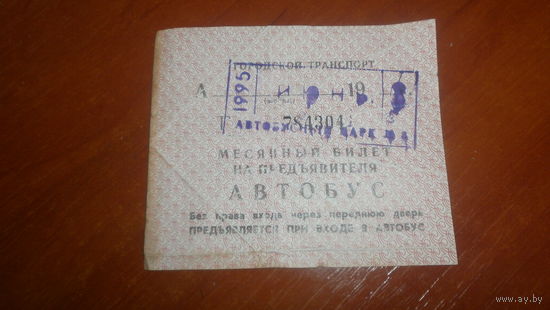 ГОРОДСКОЙ ТРАНСПОРТ
1995
А ИЮНЬ 19
784304
АВТОБУСНЫЙ ПАРК
МЕСЯЧНЫЙ БИЛЕТ
НА ПРЕДЪЯВИТЕЛЯ
АВТОБУС
Без права входа через переднюю дверь
ПРЕДЪЯВЛЯЕТСЯ ПРИ ВХОДЕ В АВТОБУС
www.ay.by